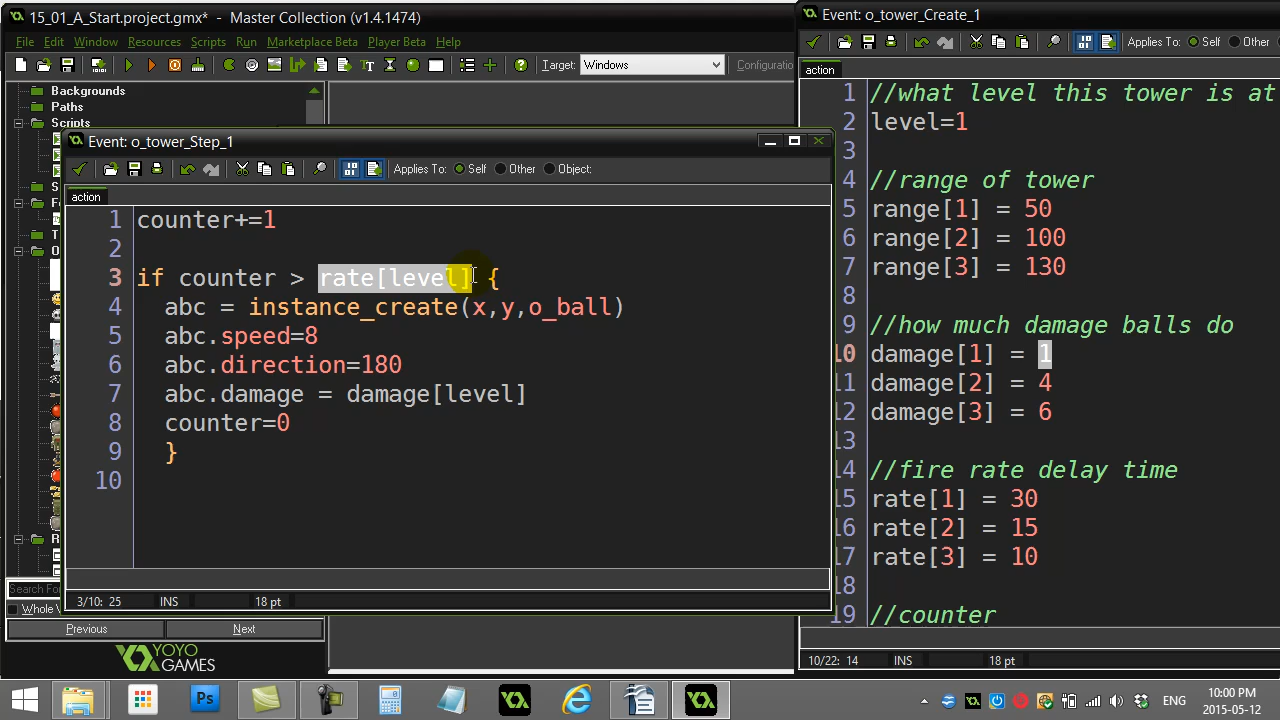 15_01_A_Start.project.gmx* - Master Collection (v1.4.1474)
File Edit Window Resources Scripts Run Marketplace Beta Player Beta Help
Target: Windows
Backgrounds
Paths
Scripts
Event: o_tower_Step_1
Applies To: Self Other Object:
action
1 counter+=1
2
3 if counter > rate[level] {
4 abc = instance_create(x,y,o_ball)
5 abc.speed=8
6 abc.direction=180
7 abc.damage = damage[level]
8 counter=0
9 }
10
3/10: 25 INS 18 pt
Previous Next
YOYO
GAMES
Event: o_tower_Create_1
Applies To: Self Other
action
1 //what level this tower is at
2 level=1
3
4 //range of tower
5 range[1] = 50
6 range[2] = 100
7 range[3] = 130
8
9 //how much damage balls do
10 damage[1] = 1
11 damage[2] = 4
12 damage[3] = 6
13
14 //fire rate delay time
15 rate[1] = 30
16 rate[2] = 15
17 rate[3] = 10
18
19 //counter
10/22: 14 INS 18 pt
Ps
ENG
10:00 PM
2015-05-12